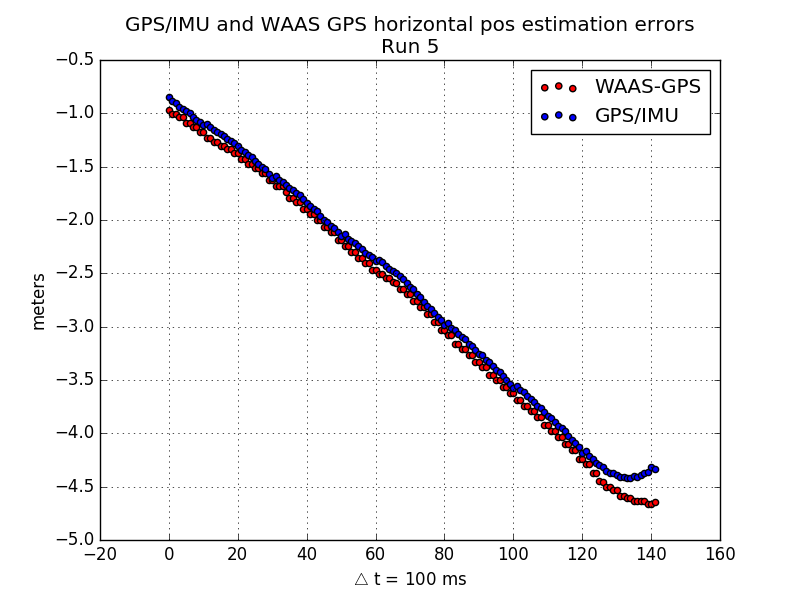 GPS/IMU and WAAS GPS horizontal pos estimation errors
Run 5
−0.5
−1.0
−1.5
−2.0
−2.5
−3.0
−3.5
−4.0
−4.5
−5.0
meters
WAAS-GPS
GPS/IMU
−20 0 20 40 60 80 100 120 140 160
△ t = 100 ms